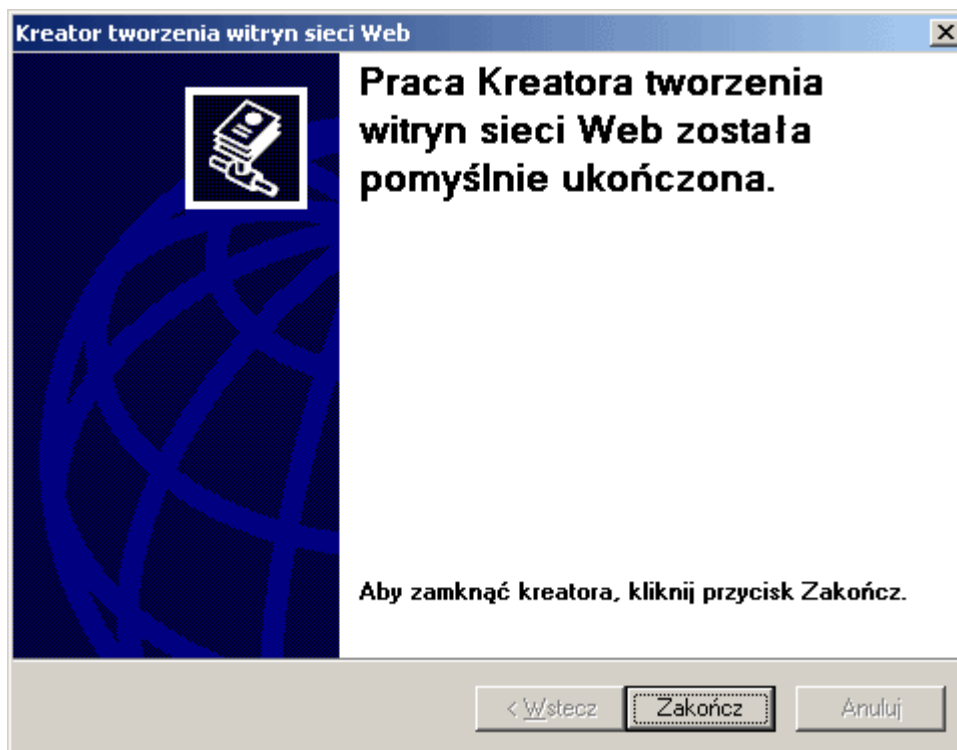 Kreator tworzenia witryn sieci Web
Praca Kreatora tworzenia
witryn sieci Web została
pomyślnie ukończona.
Aby zamknąć kreatora, kliknij przycisk Zakończ.
< Wstecz Zakończ Anuluj